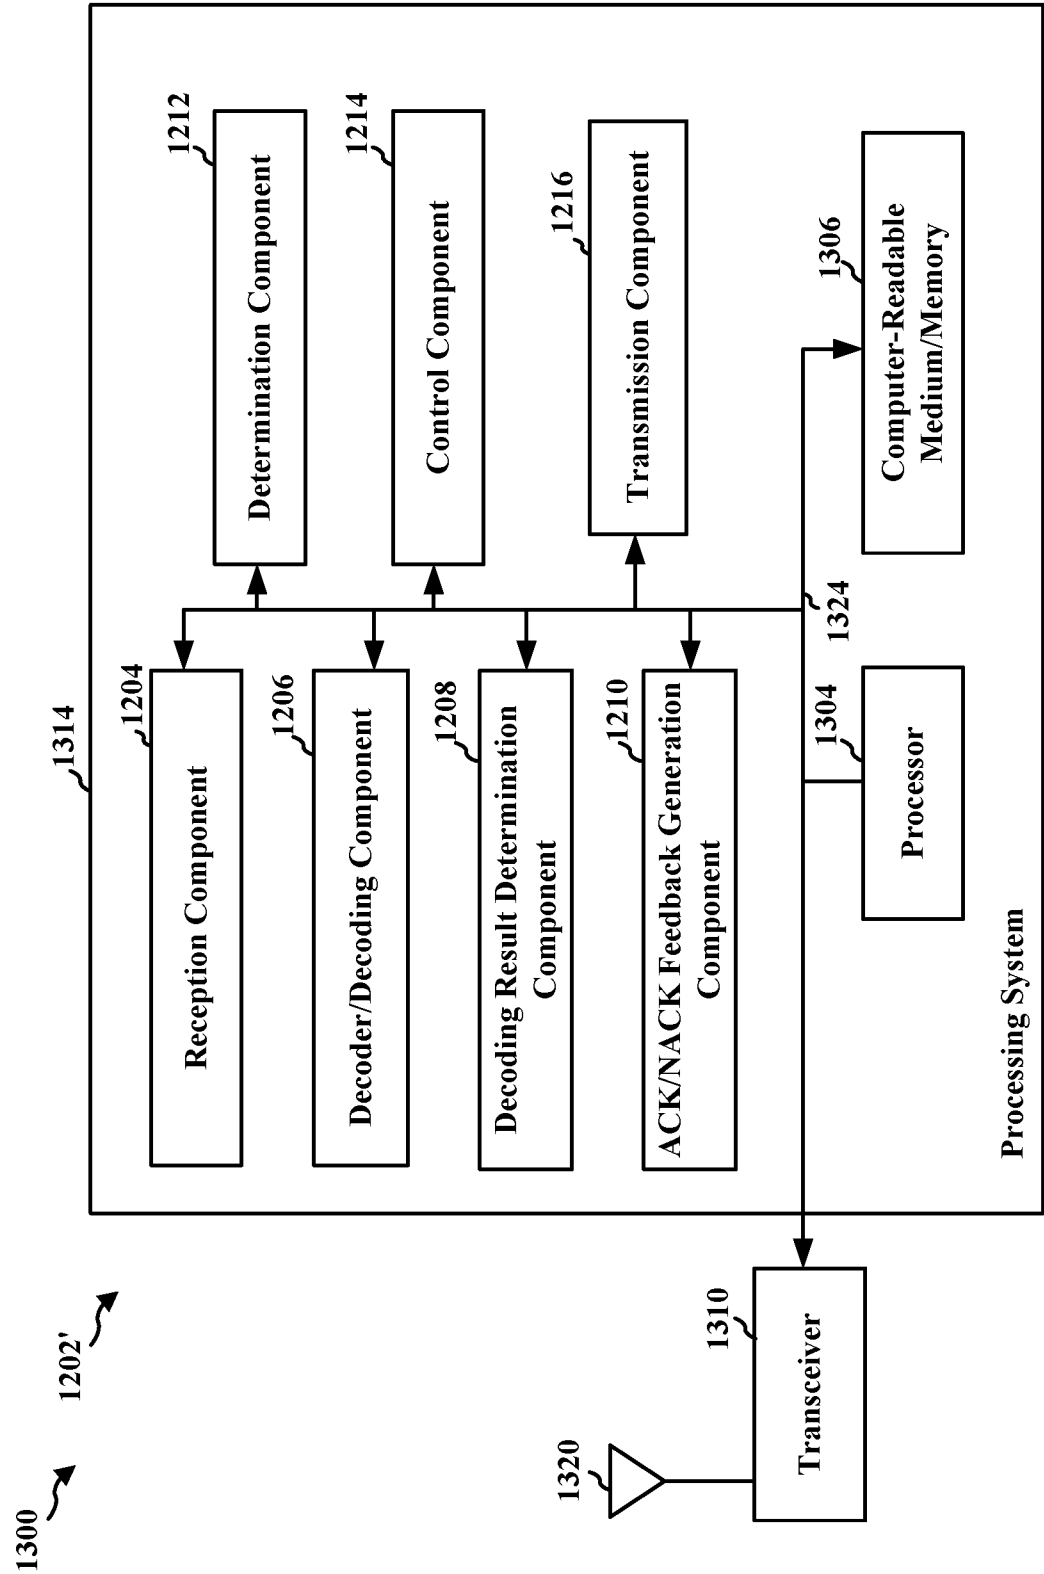 1300
1202'
1314
1204
Reception Component
1206
Decoder/Decoding Component
1208
Decoding Result Determination
Component
1210
ACK/NACK Feedback Generation
Component
1212
Determination Component
1214
Control Component
1216
Transmission Component
1320
1310
Transceiver
1304
Processor
1324
1306
Computer-Readable
Medium/Memory
Processing System